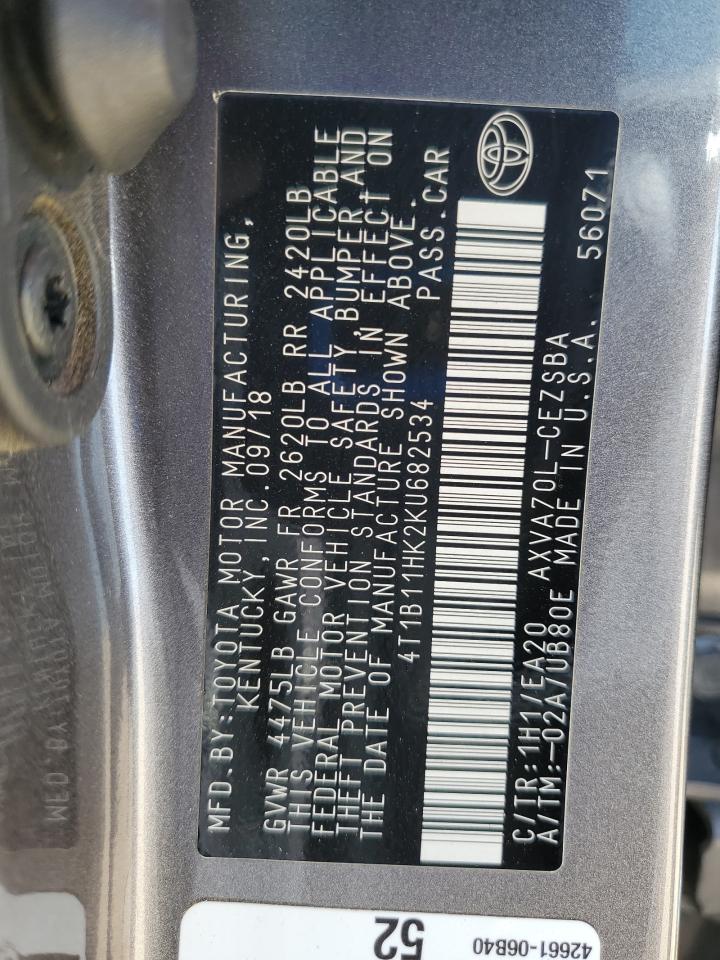 MFD.BY:TOYOTA MOTOR MANUFACTURING,
KENTUCKY INC.09/18
GVWR 4475LB GAWR FR 2620LB RR 2420LB
THIS VEHICLE CONFORMS TO ALL APPLICABLE
FEDERAL MOTOR VEHICLE SAFETY, BUMPER,AND
THEFT PREVENTION STANDARDS IN EFFECT ON
THE DATE OF MANUFACTURE SHOWN ABOVE.
4T1B11HK2KU682534 PASS.CAR
C/TR:1H1/EA20 AXVA70L-CEZSBA
A/TM:-02A/UB80E MADE IN U.S.A. 560Z1
52
42661-06B40